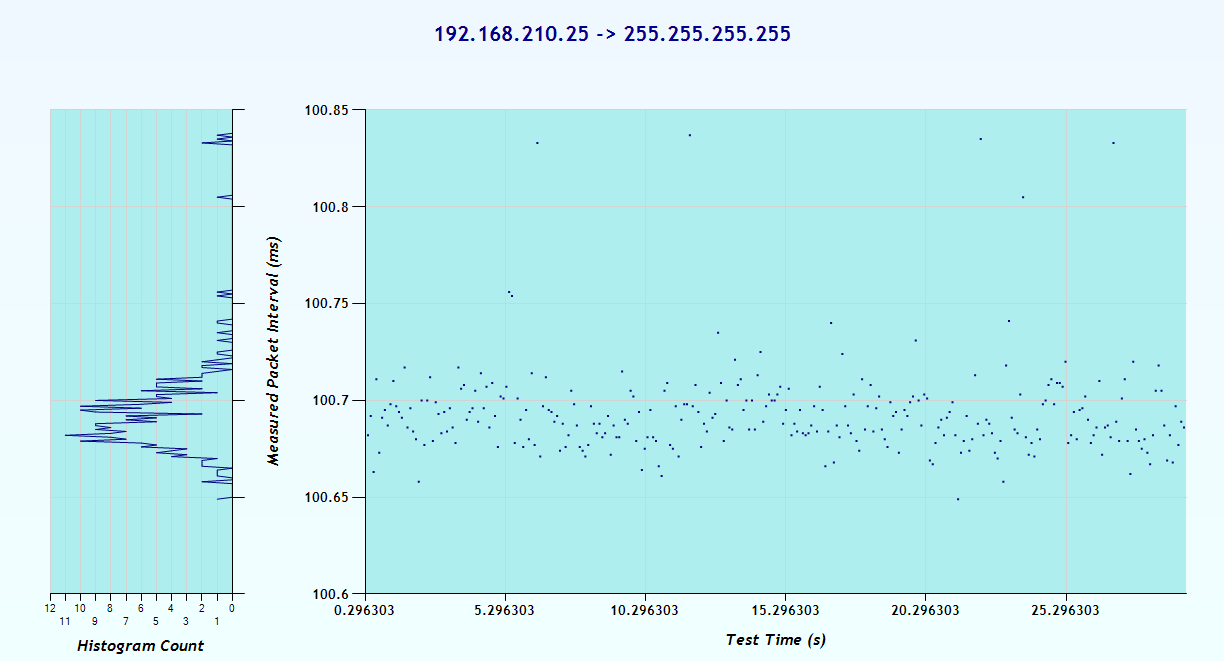 192.168.210.25 -> 255.255.255.255
100.85
100.8
100.75
100.7
100.65
100.6
Measured Packet Interval (ms)
12 10 8 6 4 2 0
11 9 7 5 3 1
Histogram Count
0.296303 5.296303 10.296303 15.296303 20.296303 25.296303
Test Time (s)